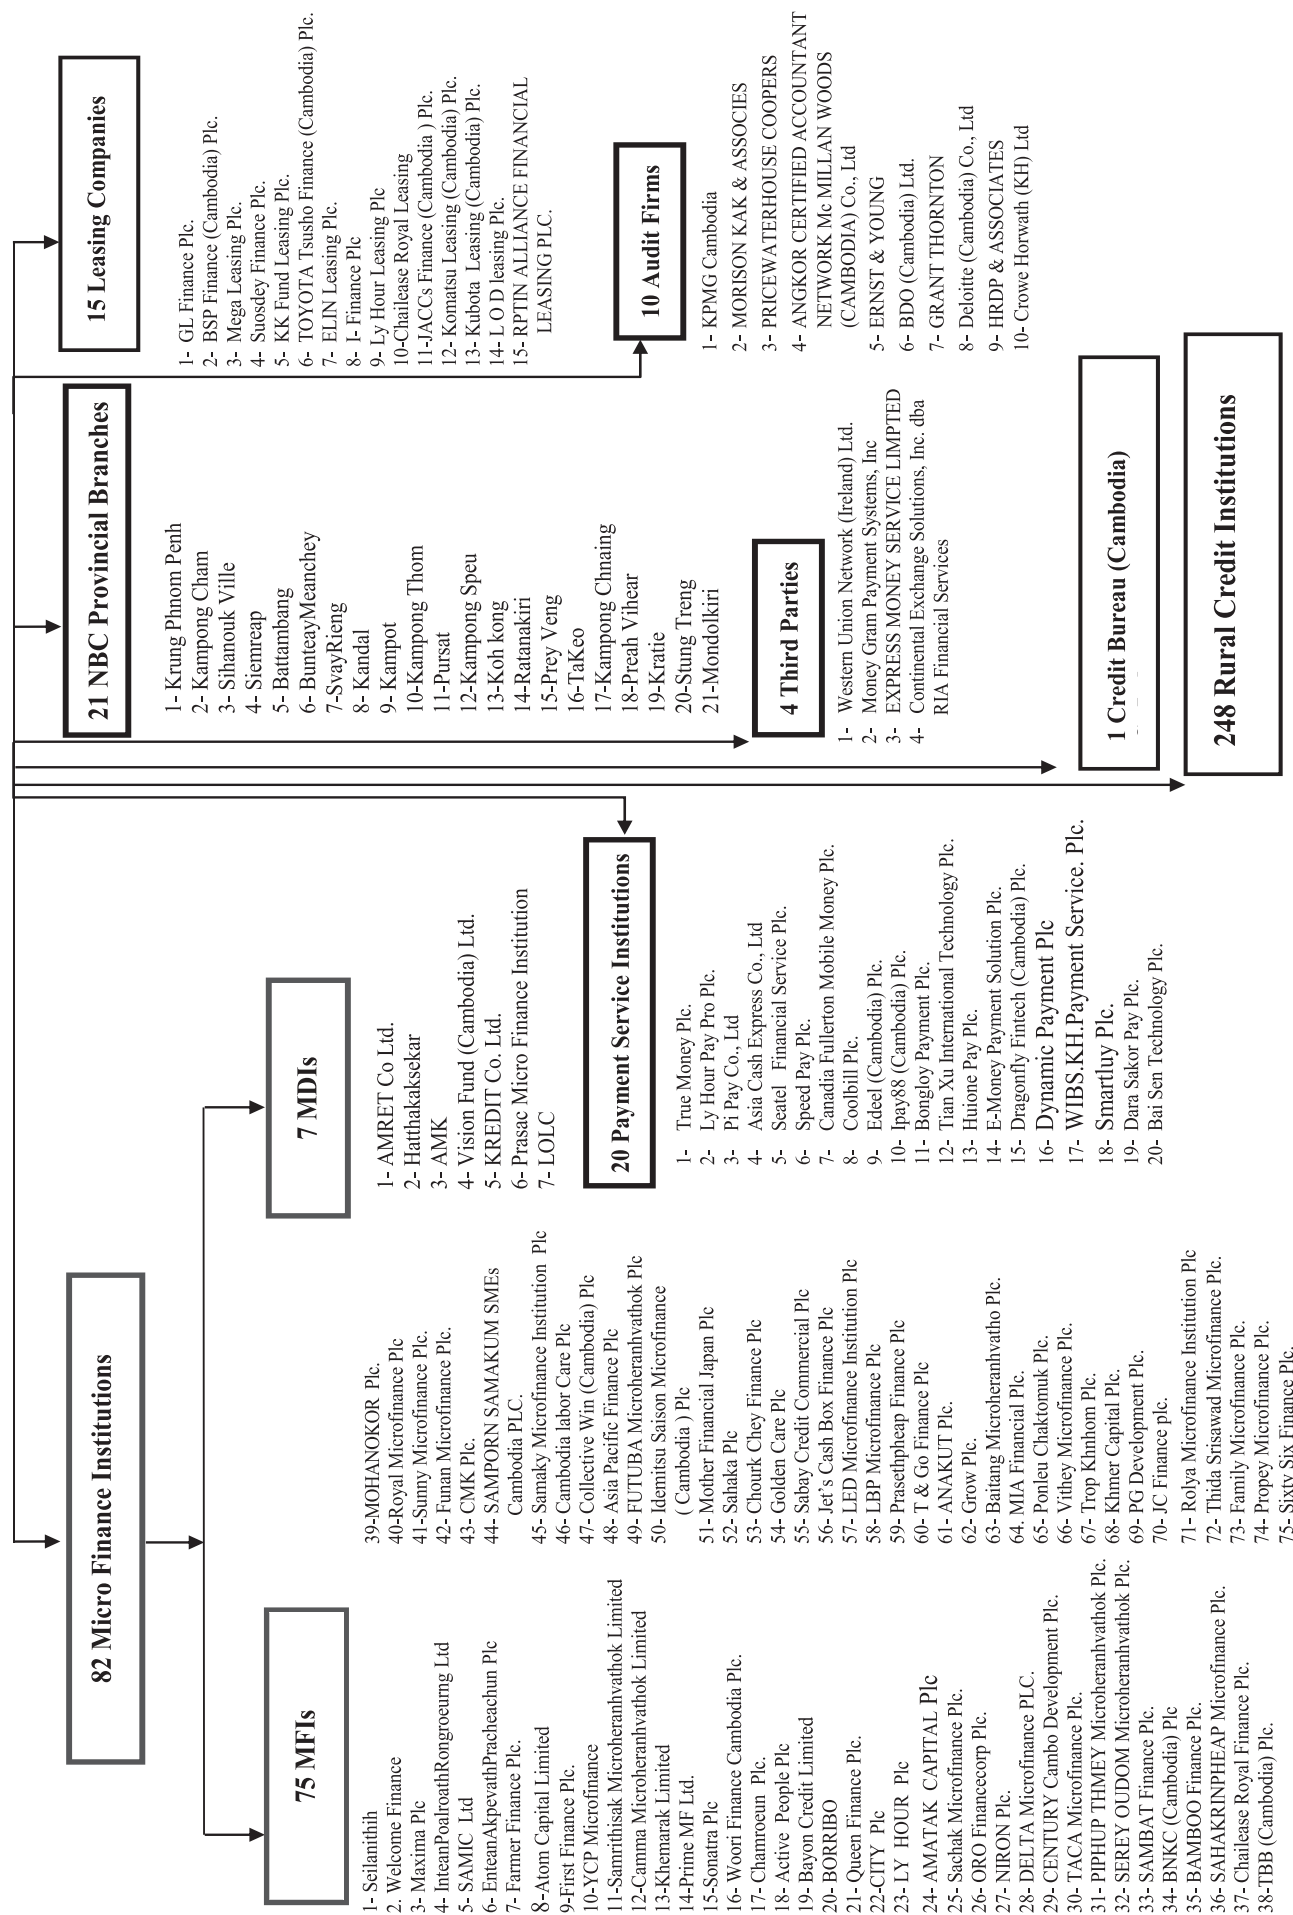 82 Micro Finance Institutions
75 MFIs
1- Seilanithih
2. Welcome Finance
3- Maxima Plc
4- InteanPoalroathRongroeurng Ltd
5- SAMIC Ltd
6- EnteanAkpevathPracheachun Plc
7- Farmer Finance Plc.
8-Atom Capital Limited
9-First Finance Plc.
10-YCP Microfinance
11-Samrithisak Microheranhvathok Limited
12-Camma Microheranhvathok Limited
13-Khemarak Limited
14-Prime MF Ltd.
15-Sonatra Plc
16- Woori Finance Cambodia Plc.
17- Chamroeun Plc.
18- Active People Plc
19- Bayon Credit Limited
20- BORRIBO
21- Queen Finance Plc.
22-CITY Plc
23- LY HOUR Plc
24- AMATAK CAPITAL Plc
25- Sachak Microfinance Plc.
26- ORO Financecorp Plc.
27- NIRON Plc.
28- DELTA Microfinance PLC.
29- CENTURY Cambo Development Plc.
30- TACA Microfinance Plc.
31- PIPHUP THMEY Microheranhvathok Plc.
32- SEREY OUDOM Microheranhvathok Plc.
33- SAMBAT Finance Plc.
34- BNKC (Cambodia) Plc
35- BAMBOO Finance Plc.
36- SAHAKRINPHEAP Microfinance Plc.
37- Chailease Royal Finance Plc.
38-TBB (Cambodia) Plc.
39-MOHANOKOR Plc.
40-Royal Microfinance Plc
41-Sunny Microfinance Plc.
42- Funan Microfinance Plc.
43- CMK Plc.
44- SAMPORN SAMAKUM SMEs
Cambodia PLC.
45- Samaky Microfinance Institution Plc
46- Cambodia labor Care Plc
47- Collective Win (Cambodia) Plc
48- Asia Pacific Finance Plc
49- FUTUBA Microheranhvathok Plc
50- Idemitsu Saison Microfinance
( Cambodia ) Plc
51- Mother Financial Japan Plc
52- Sahaka Plc
53- Chourk Chey Finance Plc
54- Golden Care Plc
55- Sabay Credit Commercial Plc
56- Jet's Cash Box Finance Plc
57- LED Microfinance Institution Plc
58- LBP Microfinance Plc
59- Prasethpheap Finance Plc
60- T & Go Finance Plc
61- ANAKUT Plc.
62- Grow Plc.
63- Baitang Microheranhvatho Plc.
64. MIA Financial Plc.
65- Ponleu Chaktomuk Plc.
66- Vithey Microfinance Plc.
67- Trop Khnhom Plc.
68- Khmer Capital Plc.
69- PG Development Plc.
70- JC Finance plc.
71- Rolya Microfinance Institution Plc
72- Thida Srisawad Microfinance Plc.
73- Family Microfinance Plc.
74- Propey Microfinance Plc.
75- Sixty Six Finance Plc.
7 MDIs
1- AMRET Co Ltd.
2- Hatthakaksekar
3- AMK
4- Vision Fund (Cambodia) Ltd.
5- KREDIT Co. Ltd.
6- Prasac Micro Finance Institution
7- LOLC
20 Payment Service Institutions
1- True Money Plc.
2- Ly Hour Pay Pro Plc.
3- Pi Pay Co., Ltd
4- Asia Cash Express Co., Ltd
5- Seatel Financial Service Plc.
6- Speed Pay Plc.
7- Canadia Fullerton Mobile Money Plc.
8- Coolbill Plc.
9- Edeel (Cambodia) Plc.
10- Ipay88 (Cambodia) Plc.
11- Bongloy Payment Plc.
12- Tian Xu International Technology Plc.
13- Huione Pay Plc.
14- E-Money Payment Solution Plc.
15- Dragonfly Fintech (Cambodia) Plc.
16- Dynamic Payment Plc
17- WIBS.KH.Payment Service. Plc.
18- Smartluy Plc.
19- Dara Sakor Pay Plc.
20- Bai Sen Technology Plc.
21 NBC Provincial Branches
1- Krung Phnom Penh
2- Kampong Cham
3- Sihanouk Ville
4- Siemreap
5- Battambang
6- BunteayMeanchey
7-SvayRieng
8- Kandal
9- Kampot
10-Kampong Thom
11-Pursat
12-Kampong Speu
13-Koh kong
14-Ratanakiri
15-Prey Veng
16-TaKeo
17-Kampong Chnaing
18-Preah Vihear
19-Kratie
20-Stung Treng
21-Mondolkiri
4 Third Parties
1- Western Union Network (Ireland) Ltd.
2- Money Gram Payment Systems, Inc
3- EXPRESS MONEY SERVICE LIMPTED
4- Continental Exchange Solutions, Inc. dba
RIA Financial Services
1 Credit Bureau (Cambodia)
248 Rural Credit Institutions
15 Leasing Companies
1- GL Finance Plc.
2- BSP Finance (Cambodia) Plc.
3- Mega Leasing Plc.
4- Suosdey Finance Plc.
5- KK Fund Leasing Plc.
6- TOYOTA Tsusho Finance (Cambodia) Plc.
7- ELIN Leasing Plc.
8- I- Finance Plc
9- Ly Hour Leasing Plc
10-Chailease Royal Leasing
11-JACCs Finance (Cambodia ) Plc.
12- Komatsu Leasing (Cambodia) Plc.
13- Kubota Leasing (Cambodia) Plc.
14- L O D leasing Plc.
15- RPTIN ALLIANCE FINANCIAL
LEASING PLC.
10 Audit Firms
1- KPMG Cambodia
2- MORISON KAK & ASSOCIES
3- PRICEWATERHOUSE COOPERS
4- ANGKOR CERTIFIED ACCOUNTANT
NETWORK Mc MILLAN WOODS
(CAMBODIA) Co., Ltd
5- ERNST & YOUNG
6- BDO (Cambodia) Ltd.
7- GRANT THORNTON
8- Deloitte (Cambodia) Co., Ltd
9- HRDP & ASSOCIATES
10- Crowe Horwath (KH) Ltd